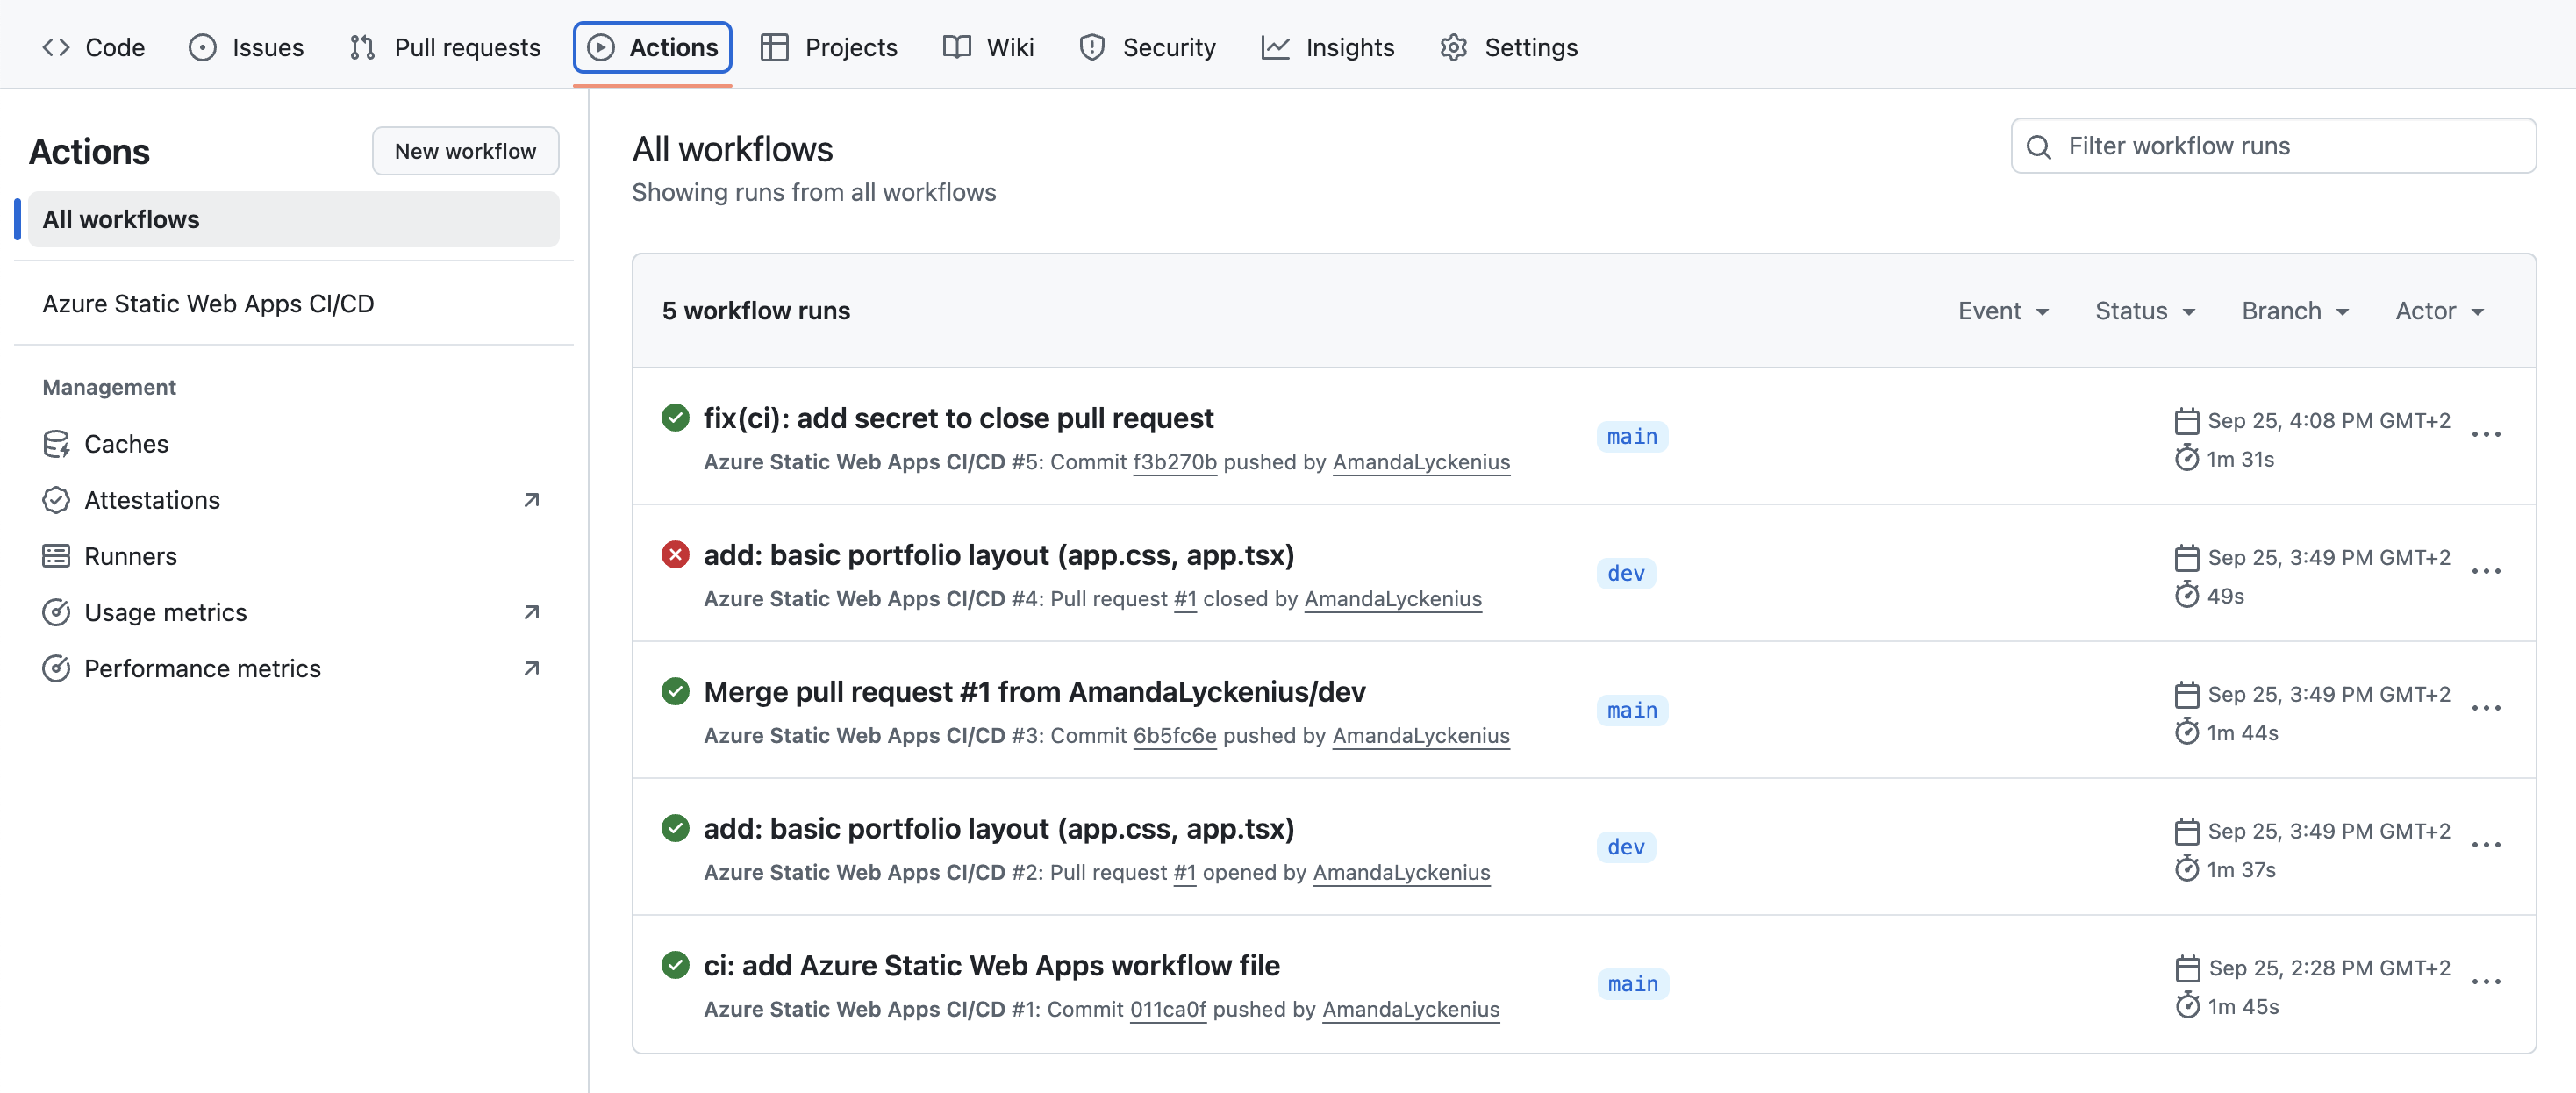 Code Issues Pull requests Actions Projects Wiki Security Insights Settings
Actions
New workflow
All workflows
Azure Static Web Apps CI/CD
Management
Caches
Attestations
Runners
Usage metrics
Performance metrics
All workflows
Showing runs from all workflows
Filter workflow runs
5 workflow runs
Event Status Branch Actor
fix(ci): add secret to close pull request
Azure Static Web Apps CI/CD #5: Commit f3b270b pushed by AmandaLyckenius
main
Sep 25, 4:08 PM GMT+2
1m 31s
add: basic portfolio layout (app.css, app.tsx)
Azure Static Web Apps CI/CD #4: Pull request #1 closed by AmandaLyckenius
dev
Sep 25, 3:49 PM GMT+2
49s
Merge pull request #1 from AmandaLyckenius/dev
Azure Static Web Apps CI/CD #3: Commit 6b5fc6e pushed by AmandaLyckenius
main
Sep 25, 3:49 PM GMT+2
1m 44s
add: basic portfolio layout (app.css, app.tsx)
Azure Static Web Apps CI/CD #2: Pull request #1 opened by AmandaLyckenius
dev
Sep 25, 3:49 PM GMT+2
1m 37s
ci: add Azure Static Web Apps workflow file
Azure Static Web Apps CI/CD #1: Commit 011ca0f pushed by AmandaLyckenius
main
Sep 25, 2:28 PM GMT+2
1m 45s